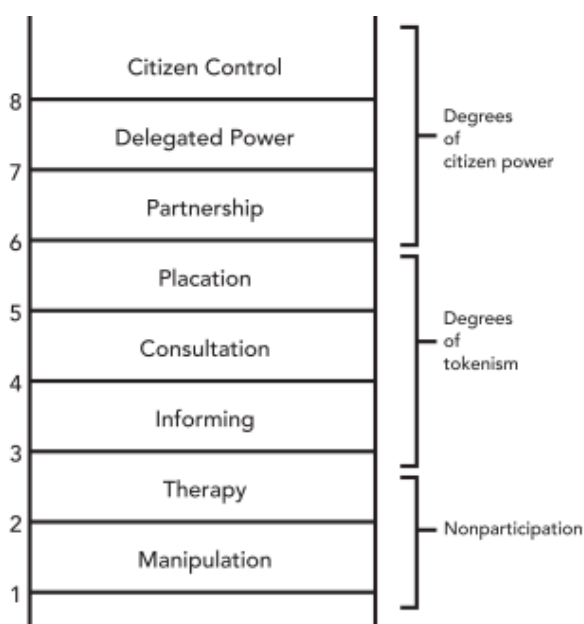 Citizen Control
8
Delegated Power
7
Partnership
6
Placation
5
Consultation
4
Informing
3
Therapy
2
Manipulation
1
Degrees
of
citizen power
Degrees
of
tokenism
Nonparticipation